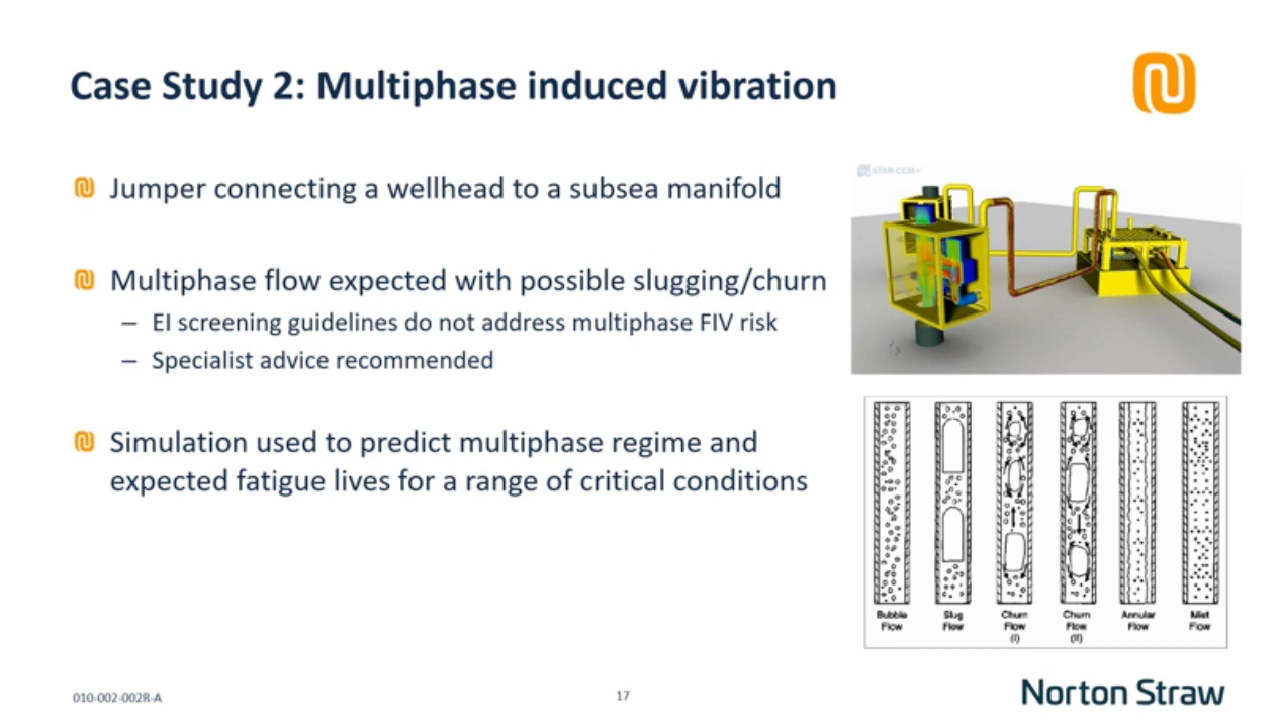 Case Study 2: Multiphase induced vibration
Jumper connecting a wellhead to a subsea manifold
Multiphase flow expected with possible slugging/churn
– EI screening guidelines do not address multiphase FIV risk
– Specialist advice recommended
Simulation used to predict multiphase regime and
expected fatigue lives for a range of critical conditions
STAR-CCM+
Bubble
Flow
Slug
Flow
Churn
Flow
(I)
Churn
Flow
(II)
Annular
Flow
Mist
Flow
010-002-002R-A
17
Norton Straw